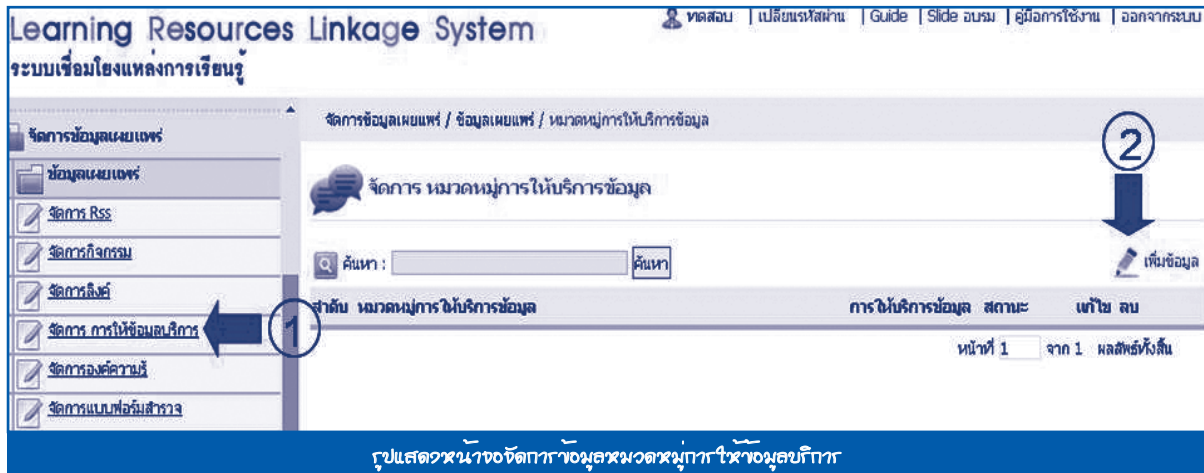 Learning Resources Linkage System
ทดสอบ | เปลี่ยนรหัสผ่าน | Guide | Slide อบรม | คู่มือการใช้งาน | ออกจากระบบ
ระบบเชื่อมโยงแหล่งการเรียนรู้
จัดการข้อมูลเผยแพร่
ข้อมูลเผยแพร่
จัดการ Rss
จัดการกิจกรรม
จัดการลิงค์
จัดการ การให้ข้อมูลบริการ
จัดการองค์ความรู้
จัดการแบบฟอร์มสำรวจ
1
จัดการข้อมูลเผยแพร่ / ข้อมูลเผยแพร่ / หมวดหมู่การให้บริการข้อมูล
2
จัดการ หมวดหมู่การให้บริการข้อมูล
ค้นหา : ค้นหา
เพิ่มข้อมูล
ลำดับ หมวดหมู่การให้บริการข้อมูล การให้บริการข้อมูล สถานะ แก้ไข ลบ
หน้าที่ 1 จาก 1 ผลลัพธ์ทั้งสิ้น
รูปแสดงหน้าจอจัดการข้อมูลหมวดหมู่การให้ข้อมูลบริการ